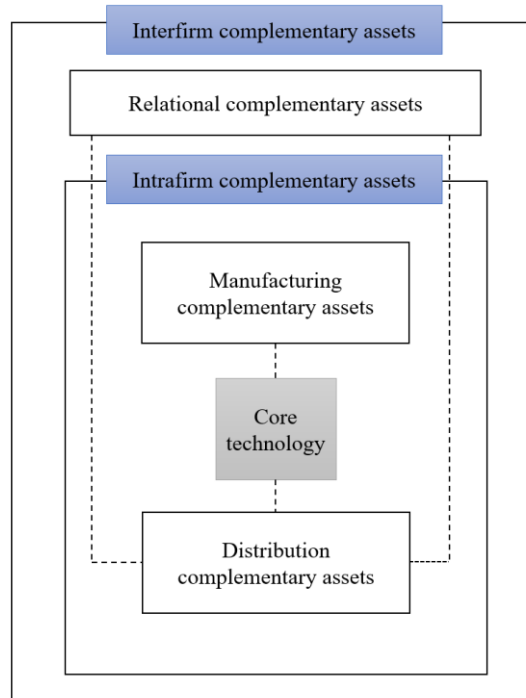 Interfirm complementary assets
Relational complementary assets
Intrafirm complementary assets
Manufacturing
complementary assets
Core
technology
Distribution
complementary assets